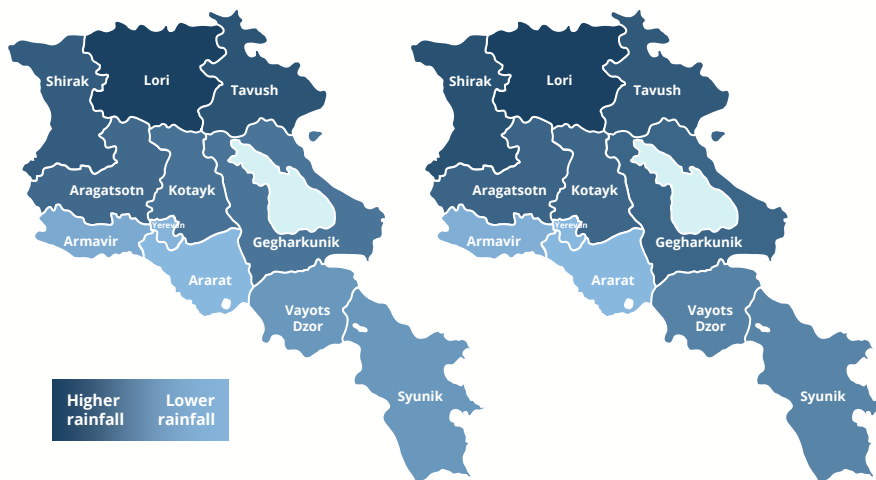 Shirak
Lori
Tavush
Aragatsotn
Kotayk
Yerevan
Armavir
Gegharkunik
Ararat
Vayots
Dzor
Syunik
Higher
rainfall
Lower
rainfall
Shirak
Lori
Tavush
Aragatsotn
Kotayk
Yerevan
Armavir
Gegharkunik
Ararat
Vayots
Dzor
Syunik